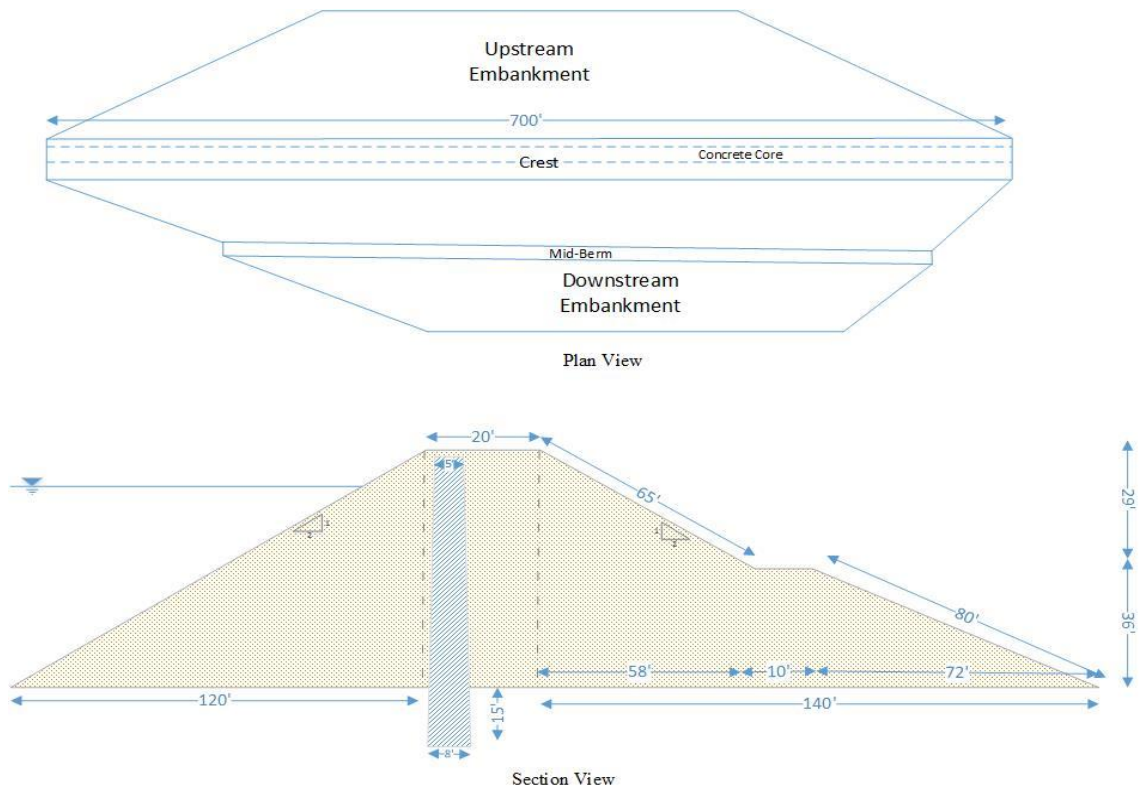 Upstream
Embankment
700'
Concrete Core
Crest
Mid-Berm
Downstream
Embankment
Plan View
20'
5'
65'
29'
1
2
1
2
80'
36'
58'
10'
72'
120'
15'
140'
8'
Section View